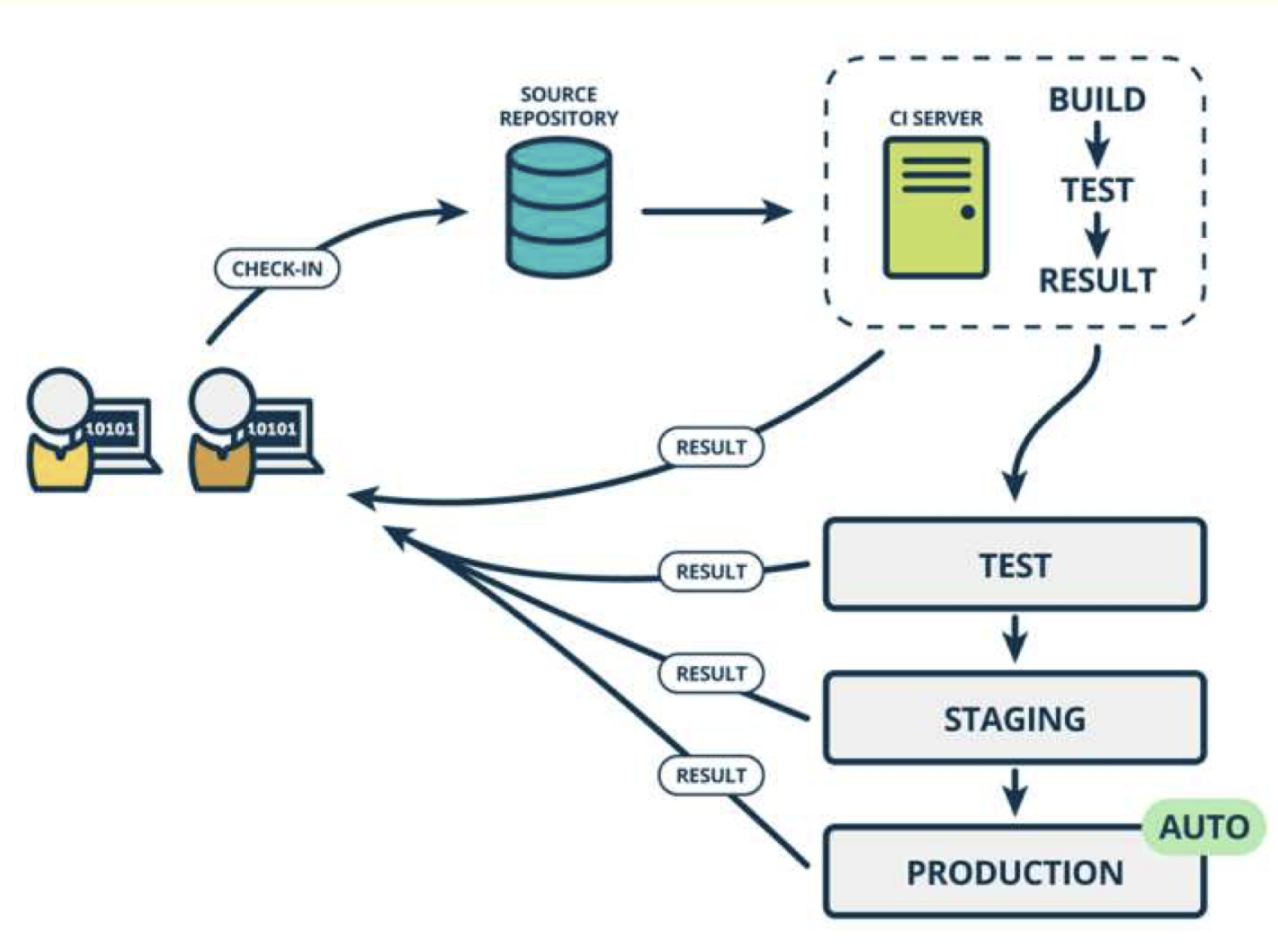 SOURCE
REPOSITORY
CI SERVER
BUILD
TEST
RESULT
CHECK-IN
10101
10101
RESULT
RESULT
RESULT
RESULT
TEST
STAGING
AUTO
PRODUCTION